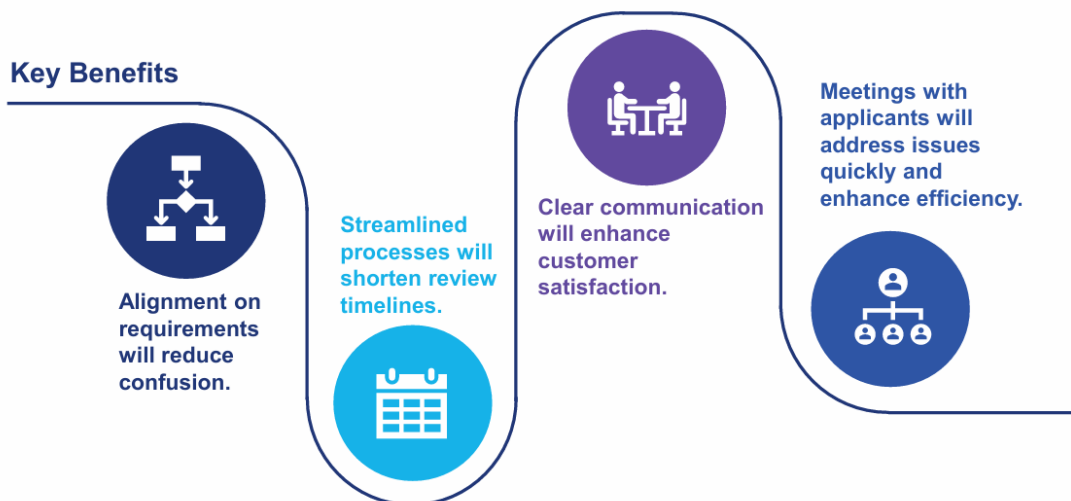 Key Benefits
Alignment on
requirements
will reduce
confusion.
Streamlined
processes will
shorten review
timelines.
Clear communication
will enhance
customer
satisfaction.
Meetings with
applicants will
address issues
quickly and
enhance efficiency.